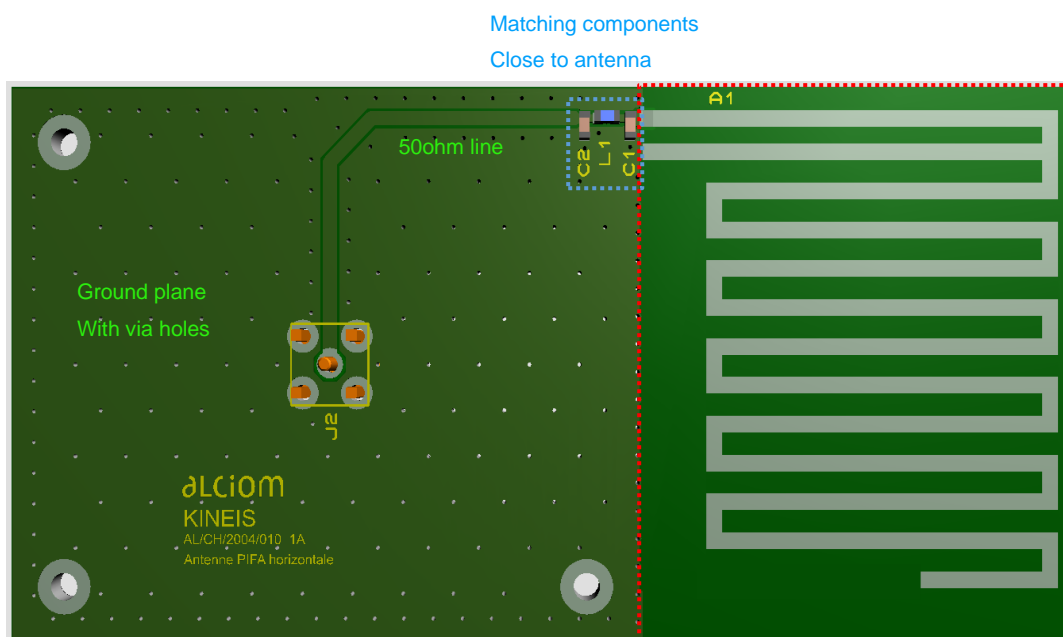 Matching components
Close to antenna
A1
50ohm line
C2
L1
C1
Ground plane
With via holes
J2
ALCIOM
KINEIS
AL/CH/2004/010 1A
Antenne PIFA horizontale